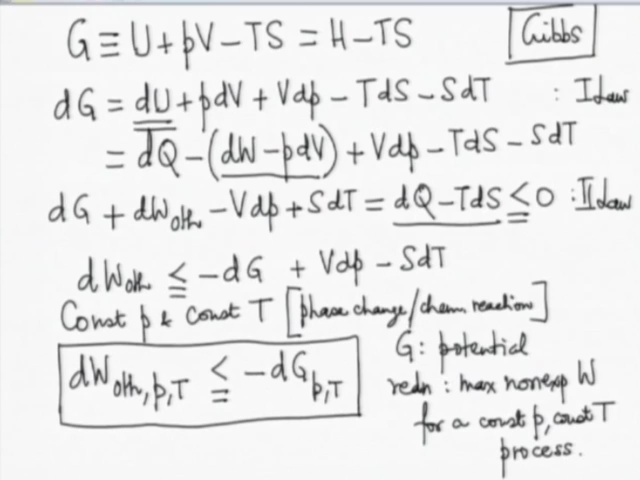 G ≡ U + pV − TS = H − TS
Gibbs
dG = dU + pdV + Vdp − TdS − SdT : I Law
= dQ − (dW − pdV) + Vdp − TdS − SdT
dG + dW_oth − Vdp + SdT = dQ − TdS ≤ 0 : II Law
dW_oth ≤ −dG + Vdp − SdT
Const p & const T [phase change/chem reaction]
dW_oth,p,T ≤ −dG_p,T
G : potential
redn : max nonexp W
for a const p, const T
process.